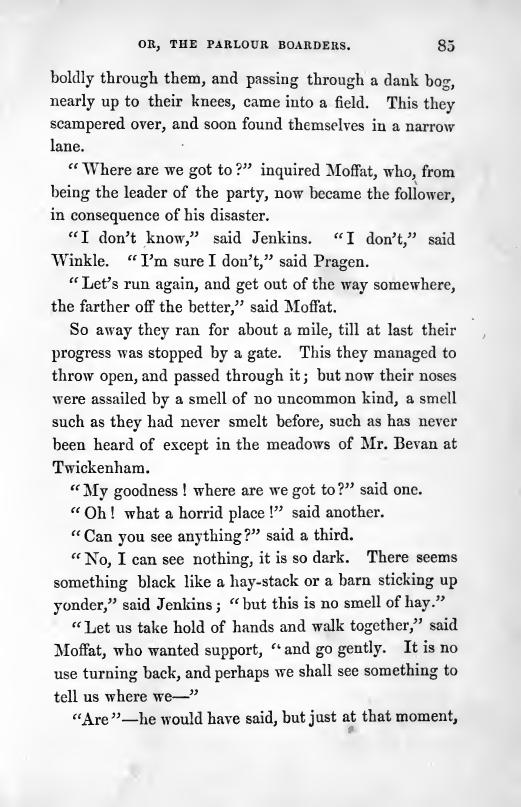 OR, THE PARLOUR BOARDERS. 85
boldly through them, and passing through a dank bog,
nearly up to their knees, came into a field. This they
scampered over, and soon found themselves in a narrow
lane.
“Where are we got to?” inquired Moffat, who, from
being the leader of the party, now became the follower,
in consequence of his disaster.
“I don’t know,” said Jenkins. “I don’t,” said
Winkle. “I’m sure I don’t,” said Pragen.
“Let’s run again, and get out of the way somewhere,
the farther off the better,” said Moffat.
So away they ran for about a mile, till at last their
progress was stopped by a gate. This they managed to
throw open, and passed through it; but now their noses
were assailed by a smell of no uncommon kind, a smell
such as they had never smelt before, such as has never
been heard of except in the meadows of Mr. Bevan at
Twickenham.
“My goodness! where are we got to?” said one.
“Oh! what a horrid place!” said another.
“Can you see anything?” said a third.
“No, I can see nothing, it is so dark. There seems
something black like a hay-stack or a barn sticking up
yonder,” said Jenkins; “but this is no smell of hay.”
“Let us take hold of hands and walk together,” said
Moffat, who wanted support, “and go gently. It is no
use turning back, and perhaps we shall see something to
tell us where we—”
“Are”—he would have said, but just at that moment,